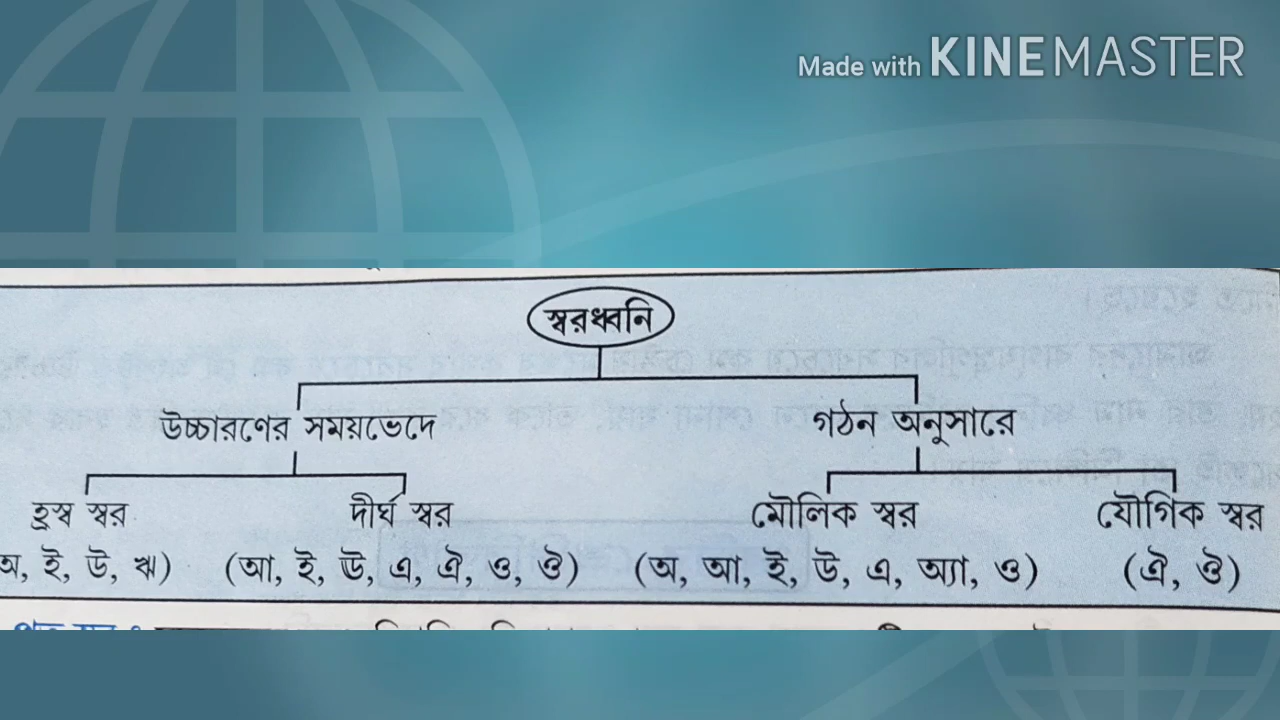 Made with KINEMASTER
স্বরধ্বনি
উচ্চারণের সময়ভেদে গঠন অনুসারে
হ্রস্ব স্বর দীর্ঘ স্বর মৌলিক স্বর যৌগিক স্বর
অ, ই, উ, ঋ) (আ, ই, ঊ, এ, ঐ, ও, ঔ) (অ, আ, ই, উ, এ, অ্যা, ও) (ঐ, ঔ)